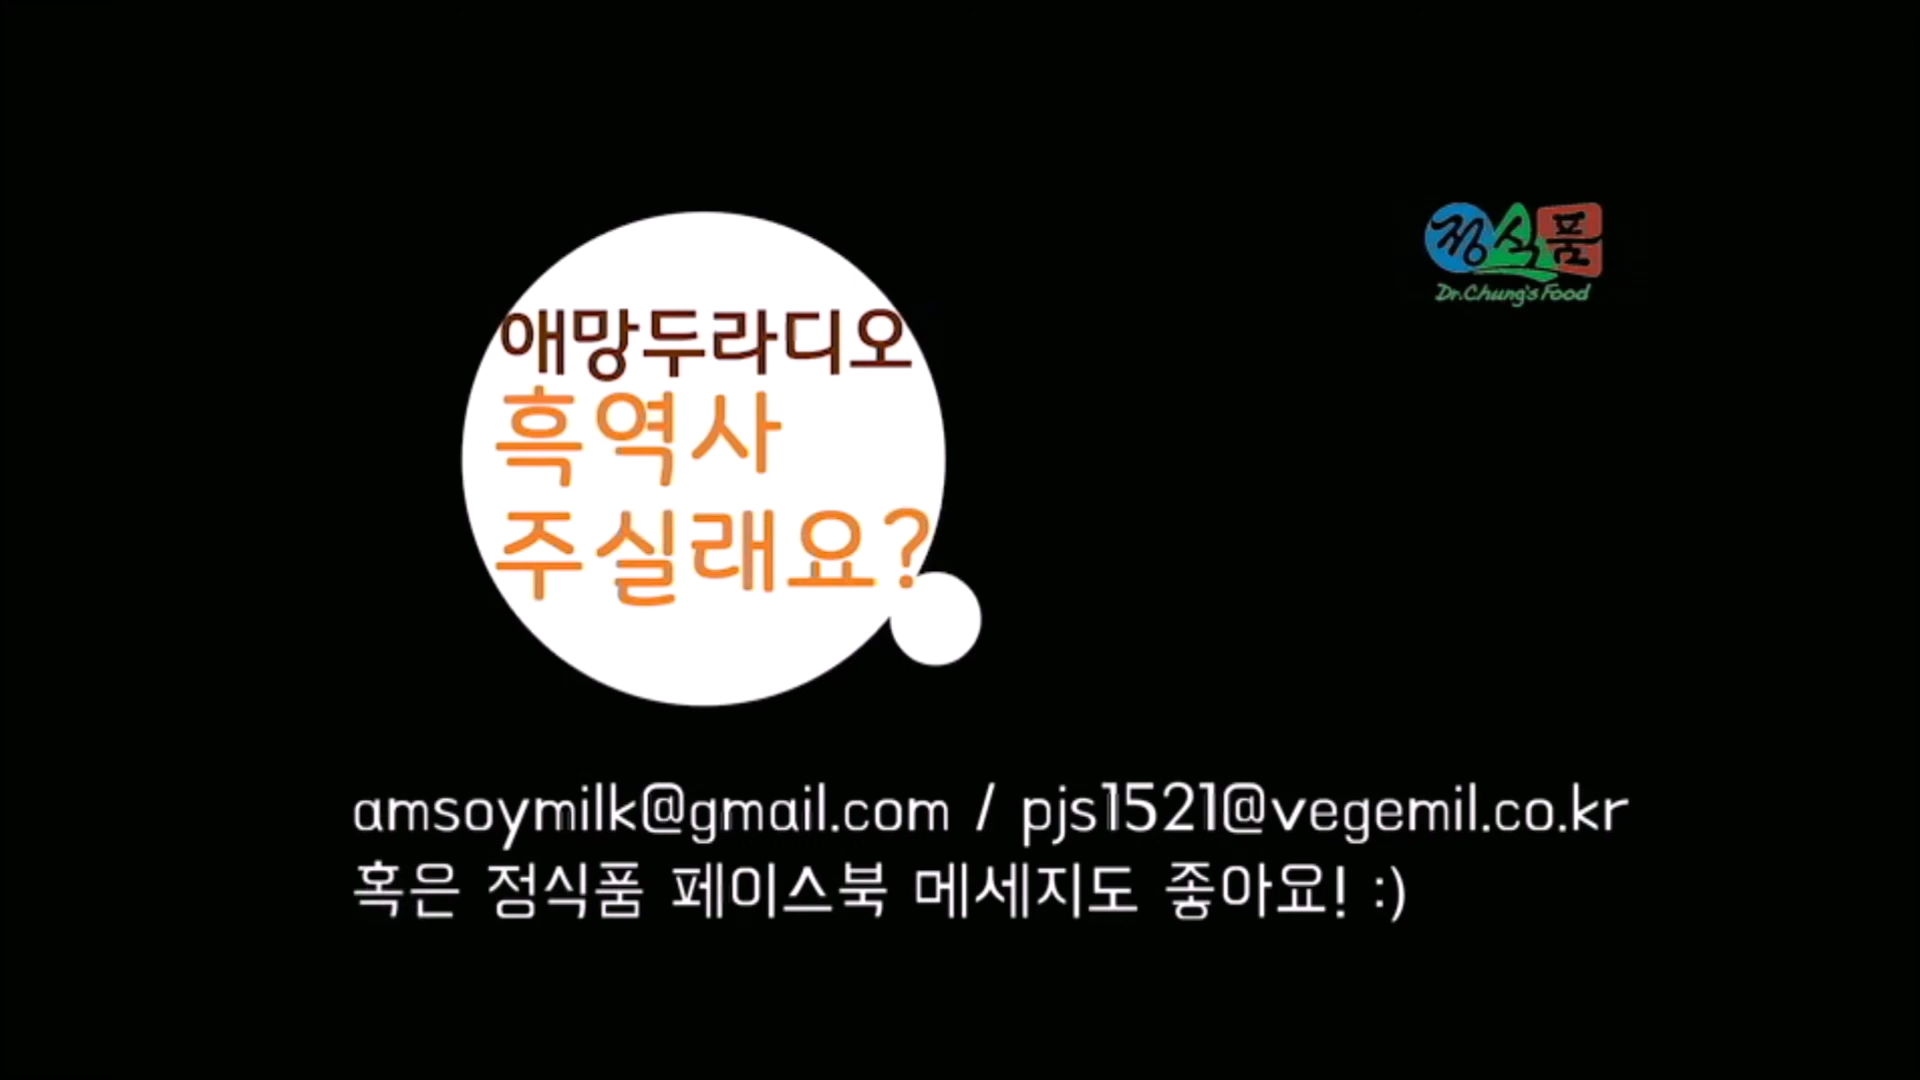 정식품
Dr.Chung's Food
애망두라디오
흑역사
주실래요?
amsoymilk@gmail.com / pjs1521@vegemil.co.kr
혹은 정식품 페이스북 메세지도 좋아요! :)